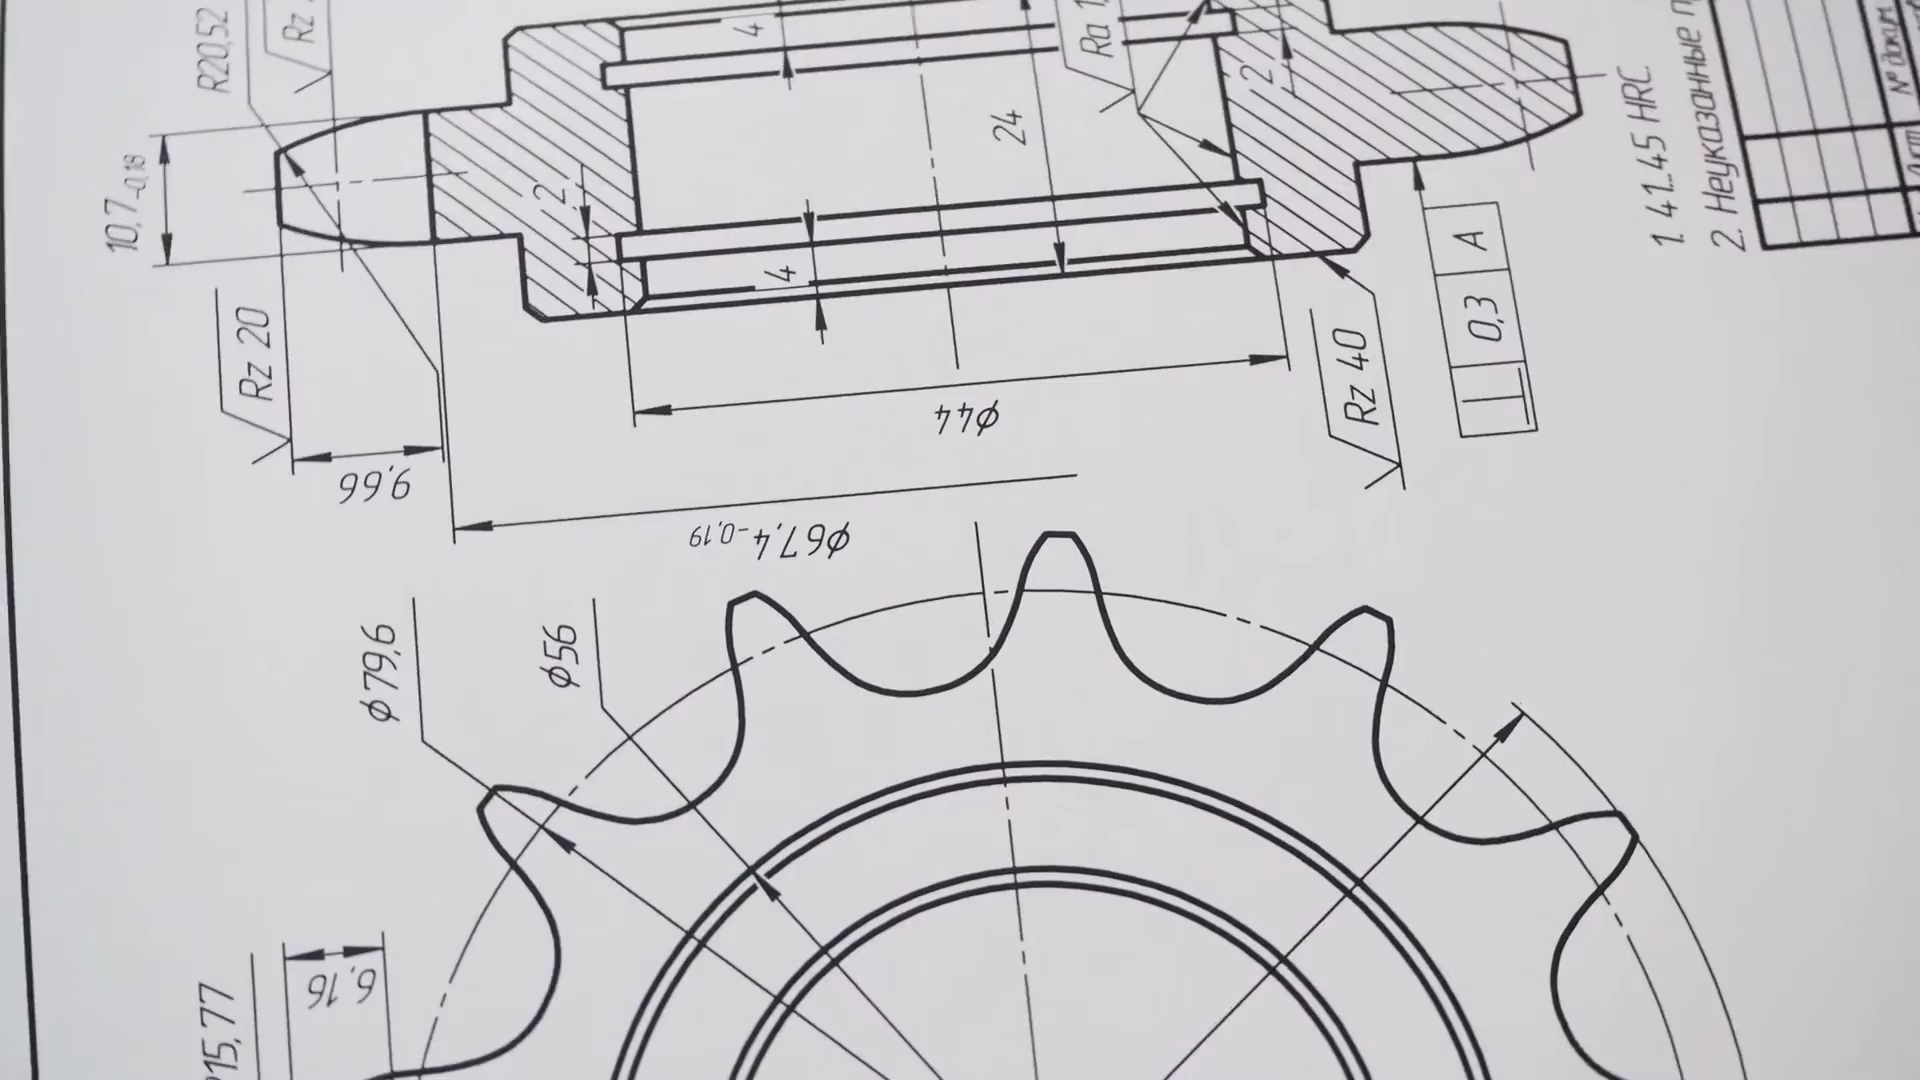 R20,52
Rz
4
Ra 1
2
24
10,7-0,18
2
4
1. 41...45 HRC.
2. Неуказанные п
№ докум
A
0,3
Rz 20
Rz 40
⌀44
9,66
⌀67,4-0,19
⌀79,6
⌀56
6,16
R15,77